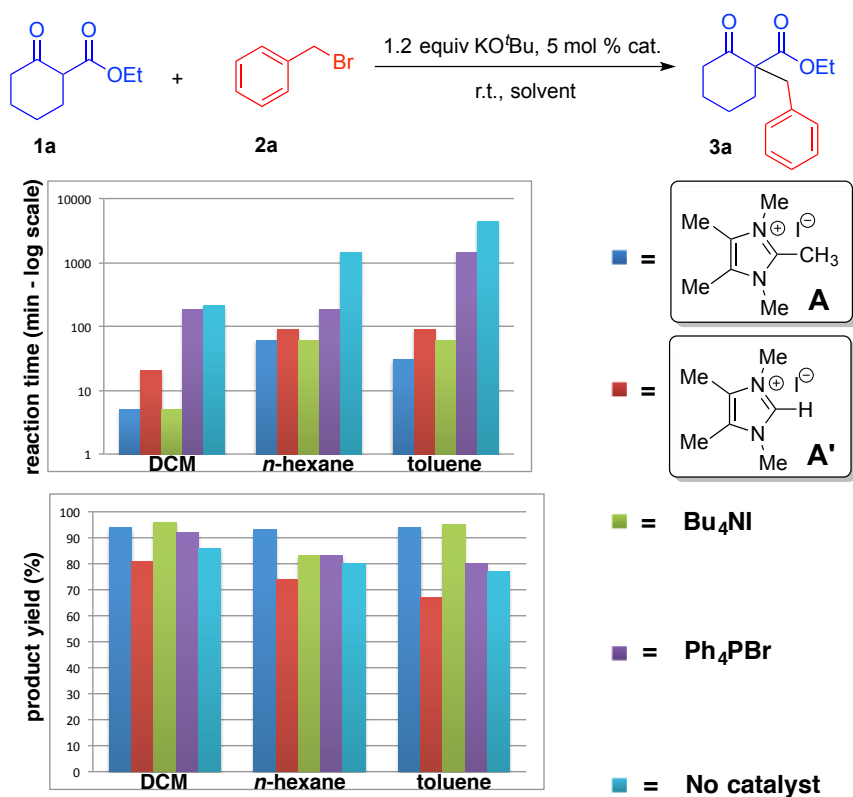 O
O
OEt
1a
+
Br
2a
1.2 equiv KOᵗBu, 5 mol % cat.
r.t., solvent
O
O
OEt
3a
reaction time (min - log scale)
10000
1000
100
10
1
DCM
n-hexane
toluene
product yield (%)
100
90
80
70
60
50
40
30
20
10
0
DCM
n-hexane
toluene
=
Me
Me
N
⊕
I⊖
CH₃
Me
N
Me
A
=
Me
Me
N
⊕
I⊖
H
Me
N
Me
A'
= Bu₄NI
= Ph₄PBr
= No catalyst